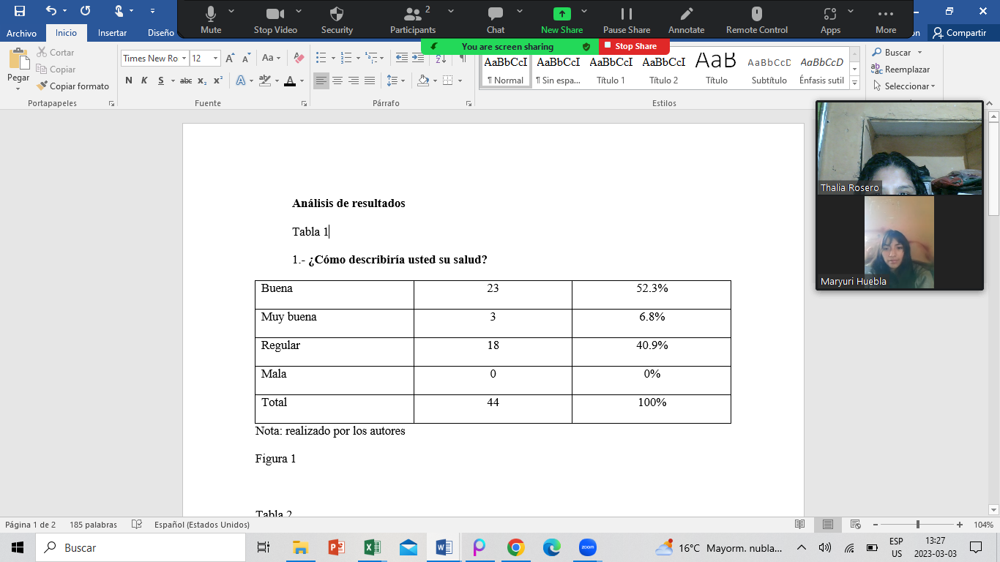 Mute
Stop Video
Security
Participants 2
Chat
New Share
Pause Share
Annotate
Remote Control
Apps
More
You are screen sharing
Stop Share
Archivo
Inicio
Insertar
Diseño
Compartir
Pegar
Cortar
Copiar
Copiar formato
Portapapeles
Times New Ro
12
Aa
N K S abc x₂ x²
Fuente
Párrafo
AaBbCcI
¶ Normal
AaBbCcI
¶ Sin espa...
AaBbCcI
Título 1
AaBbCcI
Título 2
AaB
Título
AaBbCcD
Subtítulo
AaBbCcD
Énfasis sutil
Estilos
Buscar
Reemplazar
Seleccionar
Thalia Rosero
Maryuri Huebla
Análisis de resultados
Tabla 1
1.- ¿Cómo describiría usted su salud?
Buena 23 52.3%
Muy buena 3 6.8%
Regular 18 40.9%
Mala 0 0%
Total 44 100%
Nota: realizado por los autores
Figura 1
Tabla 2
Página 1 de 2
185 palabras
Español (Estados Unidos)
104%
Buscar
zoom
16°C Mayorm. nubla...
ESP
US
13:27
2023-03-03